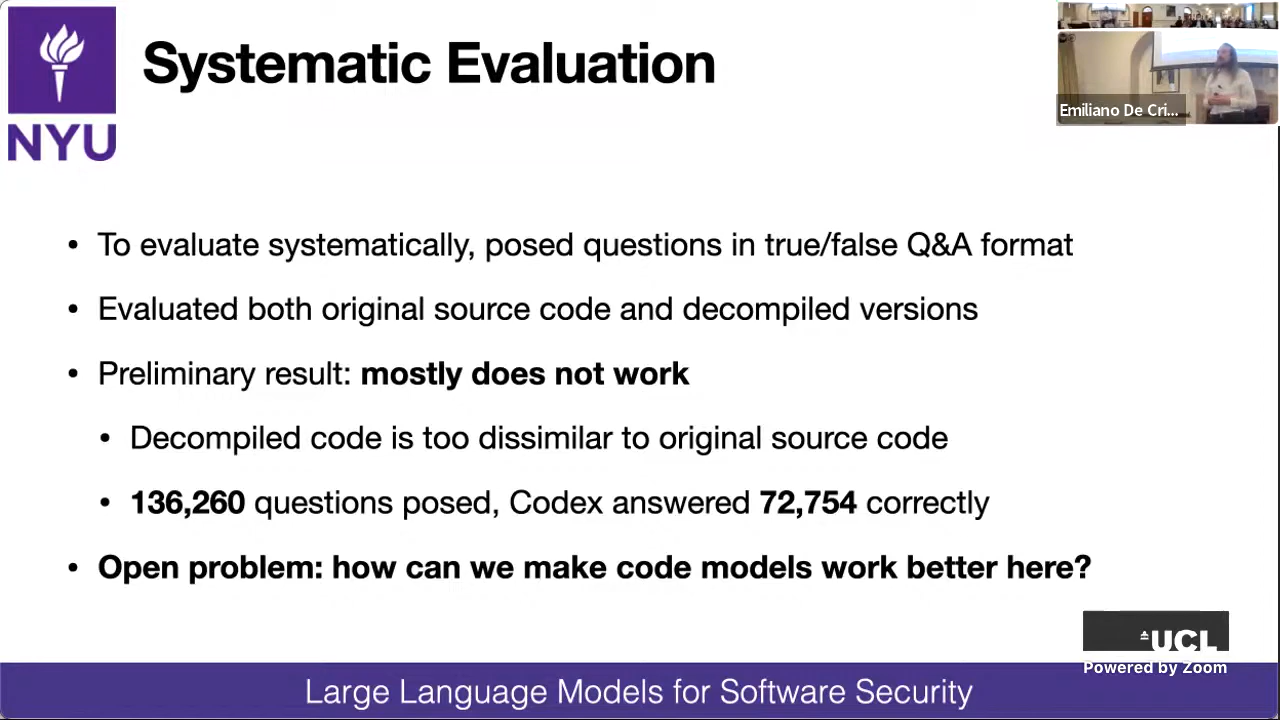 Systematic Evaluation
NYU
Emiliano De Cri...
• To evaluate systematically, posed questions in true/false Q&A format
• Evaluated both original source code and decompiled versions
• Preliminary result: mostly does not work
• Decompiled code is too dissimilar to original source code
• 136,260 questions posed, Codex answered 72,754 correctly
• Open problem: how can we make code models work better here?
UCL
Powered by Zoom
Large Language Models for Software Security